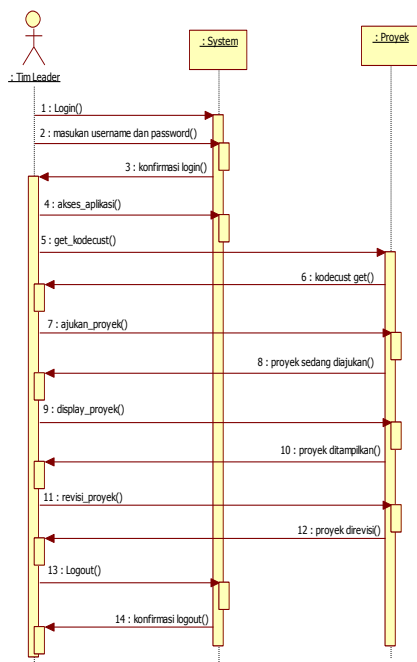 : System
: Proyek
: Tim Leader
1 : Login()
2 : masukan username dan password()
3 : konfirmasi login()
4 : akses_aplikasi()
5 : get_kodecust()
6 : kodecust get()
7 : ajukan_proyek()
8 : proyek sedang diajukan()
9 : display_proyek()
10 : proyek ditampilkan()
11 : revisi_proyek()
12 : proyek direvisi()
13 : Logout()
14 : konfirmasi logout()